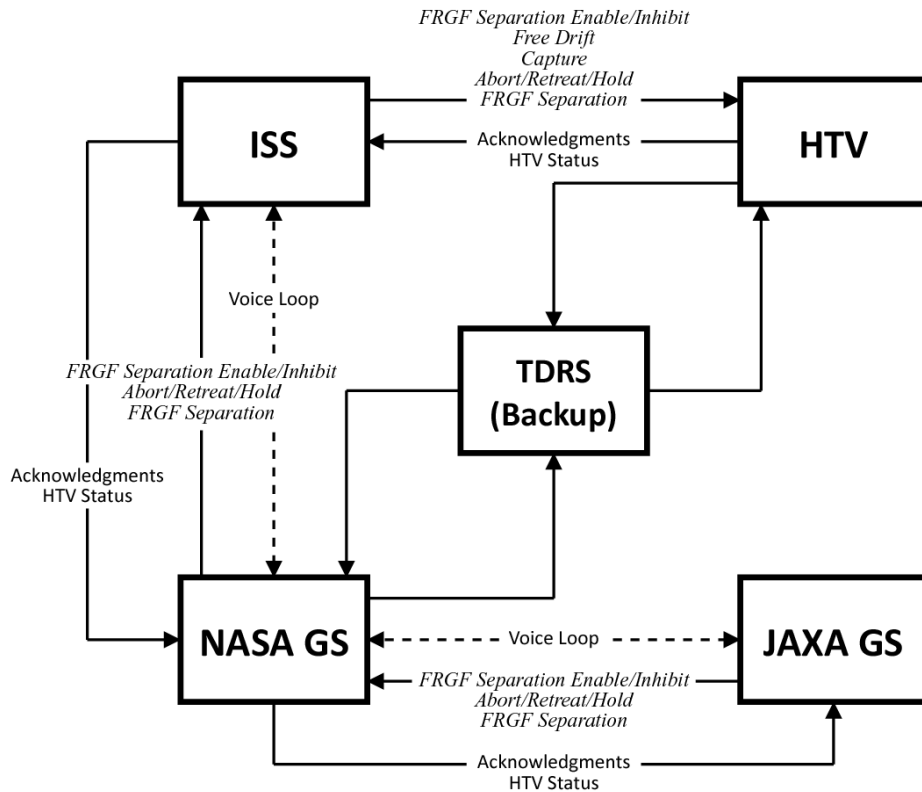 FRGF Separation Enable/Inhibit
Free Drift
Capture
Abort/Retreat/Hold
FRGF Separation
ISS
HTV
Acknowledgments
HTV Status
Voice Loop
TDRS
(Backup)
FRGF Separation Enable/Inhibit
Abort/Retreat/Hold
FRGF Separation
Acknowledgments
HTV Status
NASA GS
Voice Loop
JAXA GS
FRGF Separation Enable/Inhibit
Abort/Retreat/Hold
FRGF Separation
Acknowledgments
HTV Status